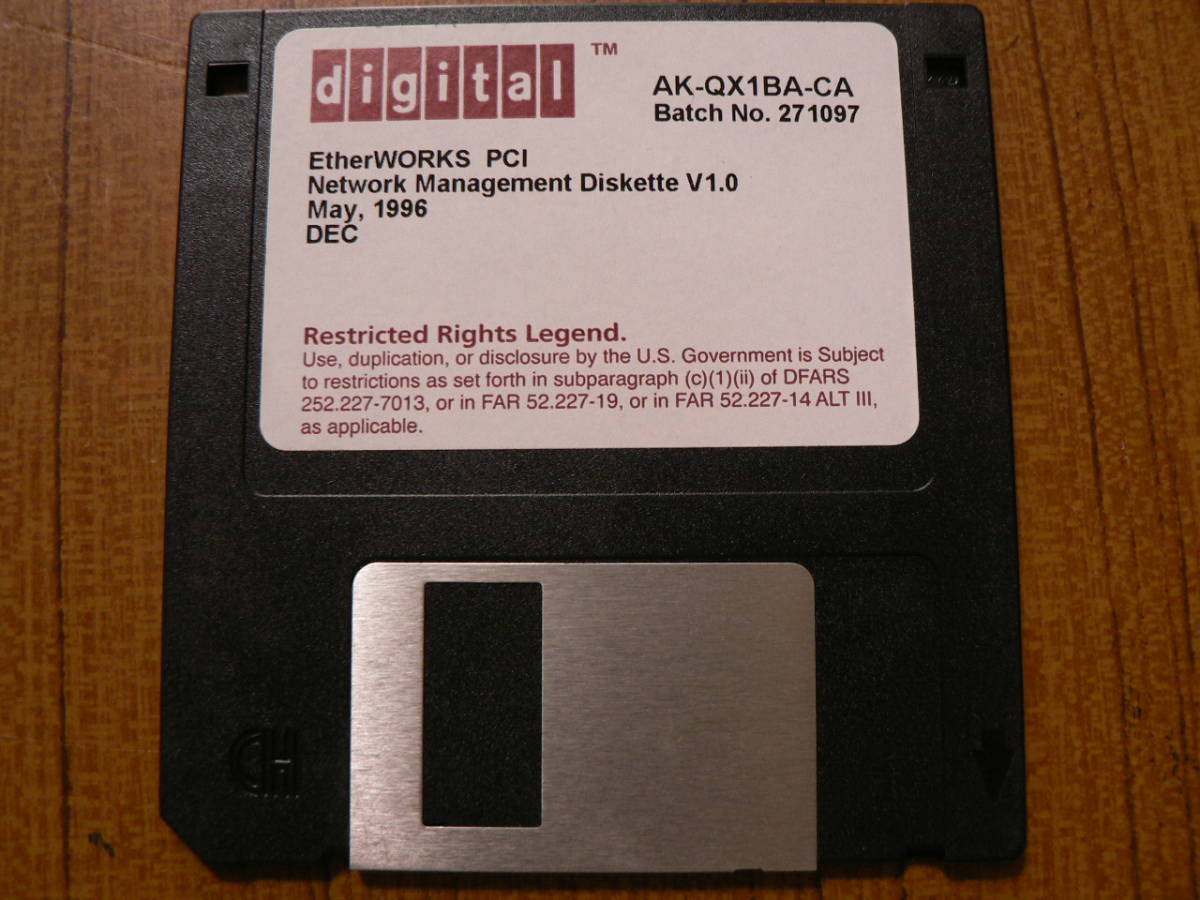 digital ™
AK-QX1BA-CA
Batch No. 271097
EtherWORKS PCI
Network Management Diskette V1.0
May, 1996
DEC
Restricted Rights Legend.
Use, duplication, or disclosure by the U.S. Government is Subject
to restrictions as set forth in subparagraph (c)(1)(ii) of DFARS
252.227-7013, or in FAR 52.227-19, or in FAR 52.227-14 ALT III,
as applicable.